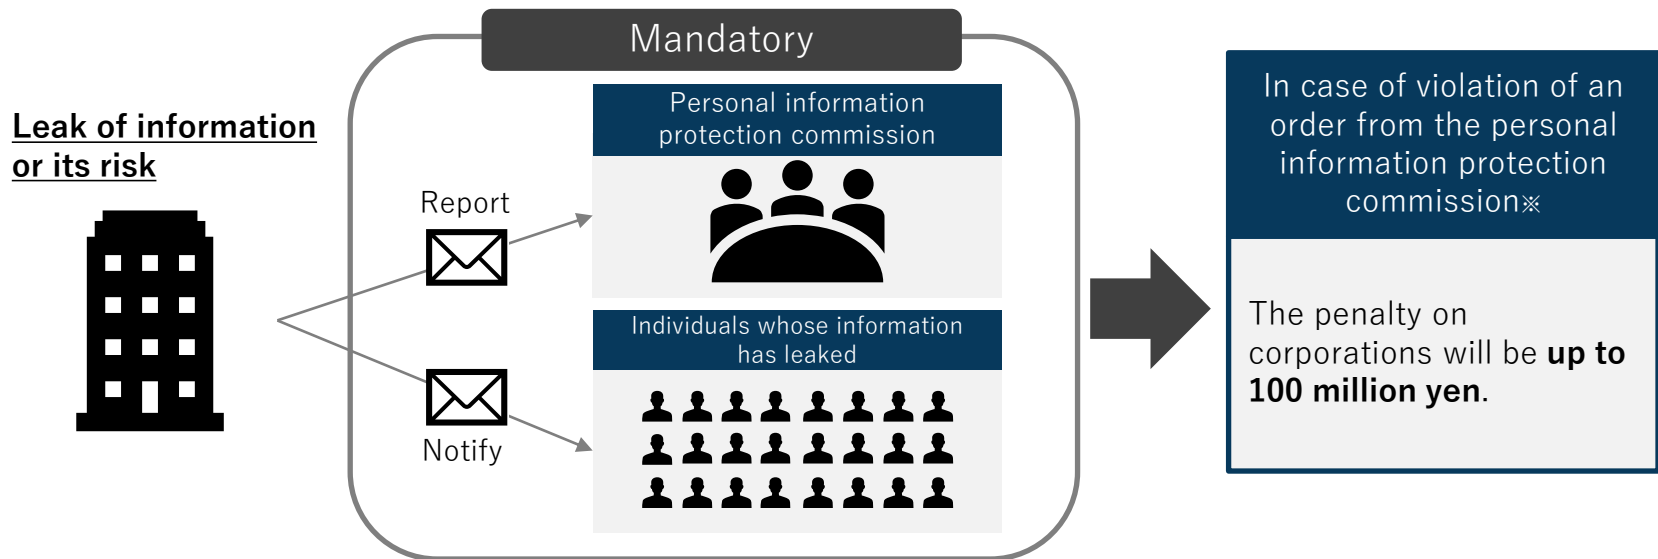 Mandatory
Leak of information
or its risk
Report
Notify
Personal information
protection commission
Individuals whose information
has leaked
In case of violation of an
order from the personal
information protection
commission※
The penalty on
corporations will be up to
100 million yen.